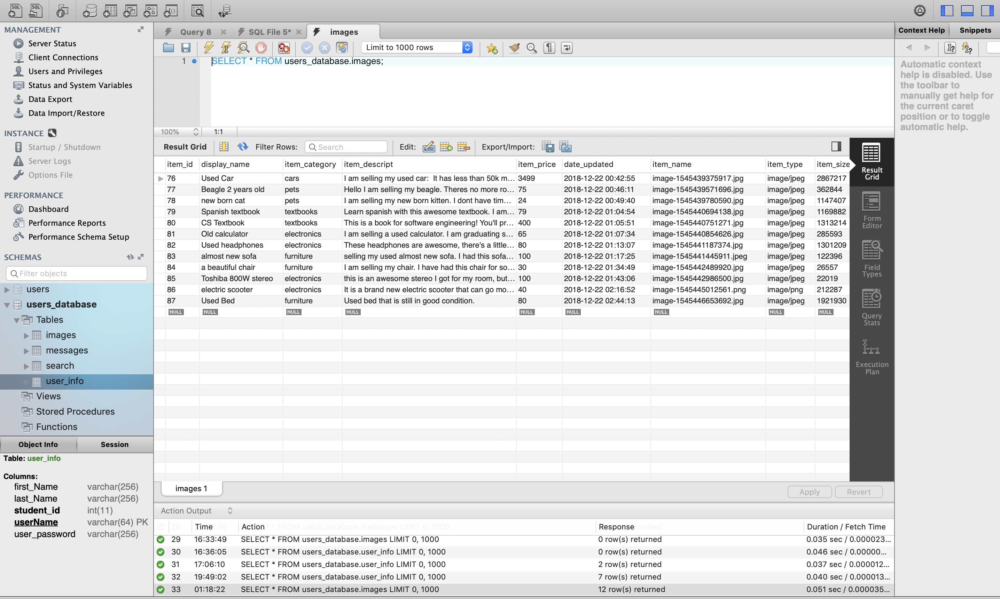 Query 8
SQL File 5*
images
Context Help
Snippets
MANAGEMENT
Server Status
Client Connections
Users and Privileges
Status and System Variables
Data Export
Data Import/Restore
INSTANCE
Startup / Shutdown
Server Logs
Options File
PERFORMANCE
Dashboard
Performance Reports
Performance Schema Setup
SCHEMAS
Filter objects
users
users_database
Tables
images
messages
search
user_info
Views
Stored Procedures
Functions
Object Info Session
Table: user_info
Columns:
first_Name varchar(256)
last_Name varchar(256)
student_id int(11)
userName varchar(64) PK
user_password varchar(256)
Limit to 1000 rows
1 SELECT * FROM users_database.images;
100% 1:1
Result Grid Filter Rows: Search Edit: Export/Import:
item_id display_name item_category item_descript item_price date_updated item_name item_type item_size
76 Used Car cars I am selling my used car: It has less than 50k m... 3499 2018-12-22 00:42:55 image-1545439375917.jpg image/jpeg 2867217
77 Beagle 2 years old pets Hello I am selling my beagle. Theres no more ro... 75 2018-12-22 00:46:11 image-1545439571696.jpg image/jpeg 362844
78 new born cat pets I am selling my new born kitten. I dont have tim... 24 2018-12-22 00:49:40 image-1545439780590.jpg image/jpeg 1147407
79 Spanish textbook textbooks Learn spanish with this awesome textbook. I am... 79 2018-12-22 01:04:54 image-1545440694138.jpg image/jpeg 1169882
80 CS Textbook textbooks This is a book for software engineering! You'll pr... 400 2018-12-22 01:05:51 image-1545440751271.jpg image/jpeg 1313214
81 Old calculator electronics I am selling a used calculator. I am graduating s... 65 2018-12-22 01:07:34 image-1545440854626.jpg image/jpeg 285593
82 Used headphones electronics These headphones are awesome, there's a little... 80 2018-12-22 01:13:07 image-1545441187374.jpg image/jpeg 1301209
83 almost new sofa furniture selling my used almost new sofa. I had this sofa... 100 2018-12-22 01:17:25 image-1545441445911.jpeg image/jpeg 122396
84 a beautiful chair furniture I am selling my chair. I have had this chair for so... 30 2018-12-22 01:34:49 image-1545442489920.jpg image/jpeg 26557
85 Toshiba 800W stereo electronics this is an awesome stereo I got for my room, but... 100 2018-12-22 01:43:06 image-1545442986500.jpg image/jpeg 22019
86 electric scooter electronics It is a brand new electric scooter that can go mo... 40 2018-12-22 02:16:52 image-1545445012561.png image/png 212287
87 Used Bed furniture Used bed that is still in good condition. 80 2018-12-22 02:44:13 image-1545446653692.jpg image/jpeg 1921930
NULL NULL NULL NULL NULL NULL NULL NULL NULL
Result
Grid
Form
Editor
Field
Types
Query
Stats
Execution
Plan
images 1
Apply Revert
Action Output
Time Action Response Duration / Fetch Time
28 SELECT * FROM users_database.messages LIMIT 0, 1000
29 16:33:49 SELECT * FROM users_database.images LIMIT 0, 1000 0 row(s) returned 0.035 sec / 0.000023...
30 16:36:05 SELECT * FROM users_database.user_info LIMIT 0, 1000 0 row(s) returned 0.046 sec / 0.00000...
31 17:06:10 SELECT * FROM users_database.user_info LIMIT 0, 1000 2 row(s) returned 0.037 sec / 0.000012...
32 19:49:02 SELECT * FROM users_database.user_info LIMIT 0, 1000 7 row(s) returned 0.040 sec / 0.000013...
33 01:18:22 SELECT * FROM users_database.images LIMIT 0, 1000 12 row(s) returned 0.051 sec / 0.000035...
Automatic context
help is disabled. Use
the toolbar to
manually get help for
the current caret
position or to toggle
automatic help.